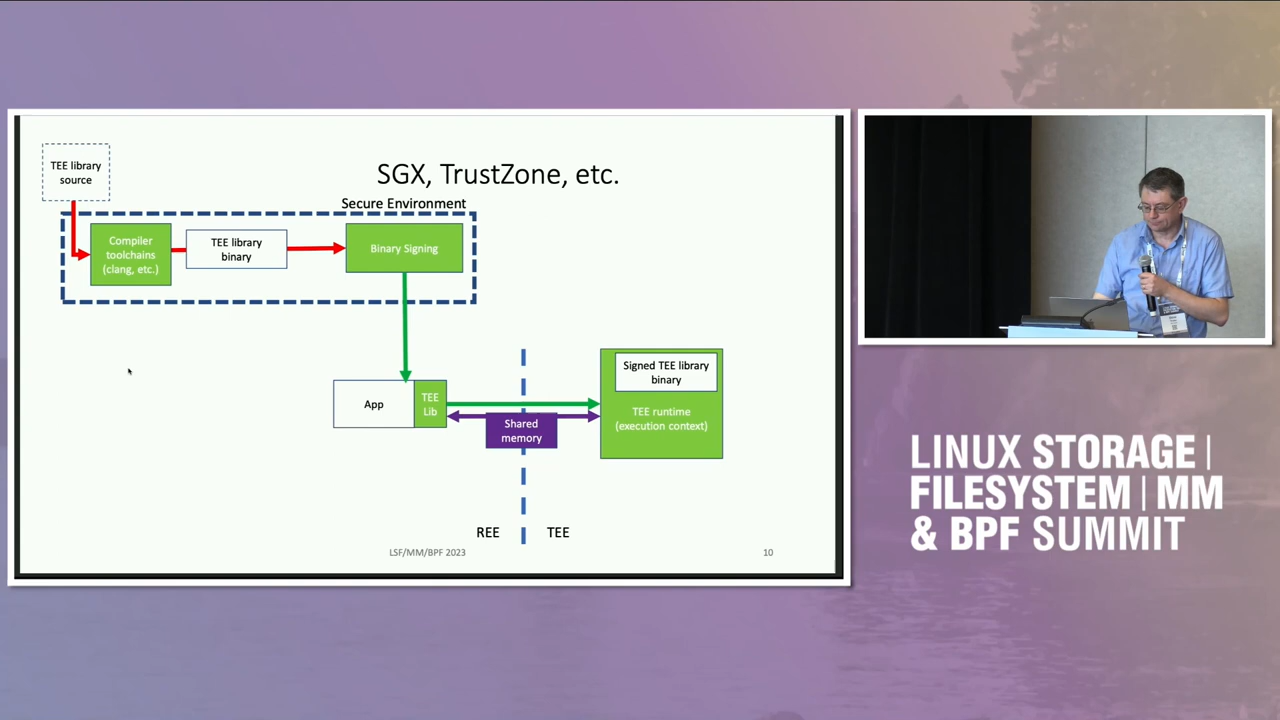 TEE library
source
SGX, TrustZone, etc.
Secure Environment
Compiler
toolchains
(clang, etc.)
TEE library
binary
Binary Signing
App
TEE
Lib
Shared
memory
Signed TEE library
binary
TEE runtime
(execution context)
REE
TEE
LSF/MM/BPF 2023
10
LINUX STORAGE |
FILESYSTEM | MM
& BPF SUMMIT